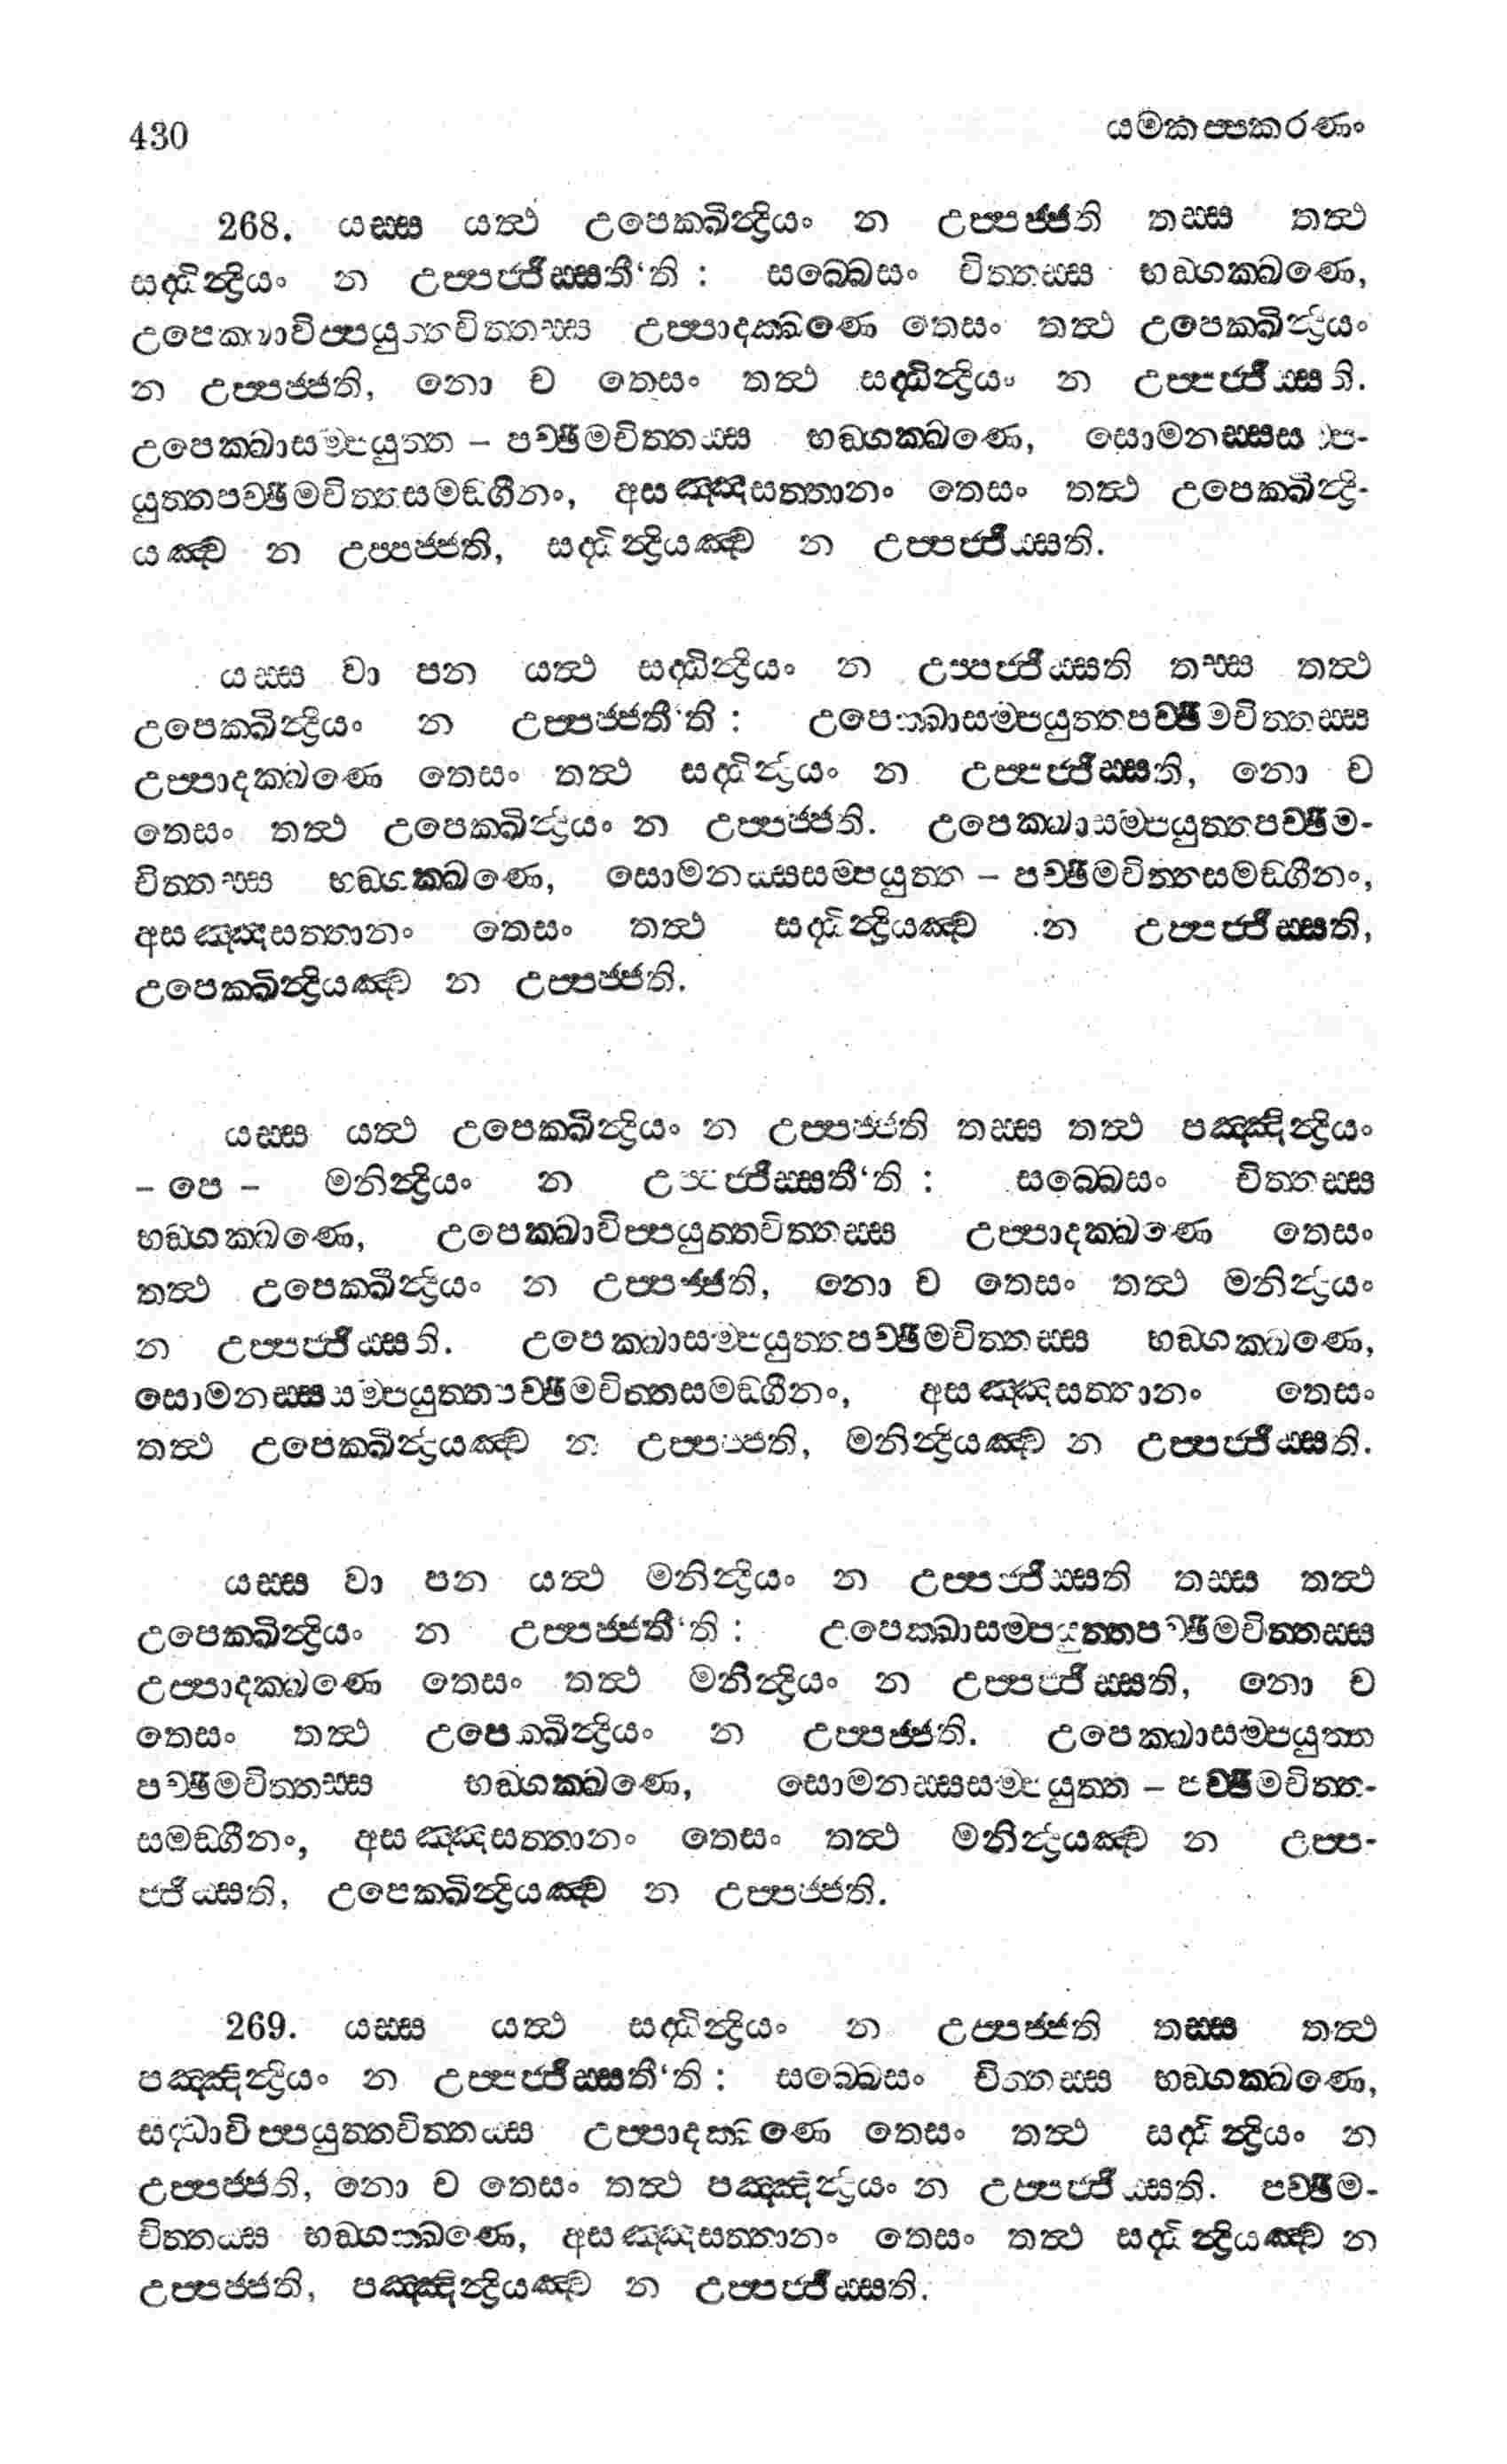 430 යමකප්පකරණං
268. යස්ස යත්ථ උපෙක්ඛින්ද්‍රියං න උප්පජ්ජති තස්ස තත්ථ
සද්ධින්ද්‍රියං න උප්පජ්ජිස්සතී‘ති : සබ්බෙසං චිත්තස්ස භඞ්ගක්ඛණෙ,
උපෙක්ඛාවිප්පයුත්තචිත්තස්ස උප්පාදක්ඛණෙ තෙසං තත්ථ උපෙක්ඛින්ද්‍රියං
න උප්පජ්ජති, නො ච තෙසං තත්ථ සද්ධින්ද්‍රියං න උප්පජ්ජිස්සති.
උපෙක්ඛාසම්පයුත්ත – පච්ඡිමචිත්තස්ස භඞ්ගක්ඛණෙ, සොමනස්සසම්ප-
යුත්තපච්ඡිමචිත්තසමඞ්ගීනං, අසඤ්ඤසත්තානං තෙසං තත්ථ උපෙක්ඛින්ද්‍රි-
යඤ්ච න උප්පජ්ජති, සද්ධින්ද්‍රියඤ්ච න උප්පජ්ජිස්සති.
යස්ස වා පන යත්ථ සද්ධින්ද්‍රියං න උප්පජ්ජිස්සති තස්ස තත්ථ
උපෙක්ඛින්ද්‍රියං න උප්පජ්ජතී‘ති : උපෙක්ඛාසම්පයුත්තපච්ඡිමචිත්තස්ස
උප්පාදක්ඛණෙ තෙසං තත්ථ සද්ධින්ද්‍රියං න උප්පජ්ජිස්සති, නො ච
තෙසං තත්ථ උපෙක්ඛින්ද්‍රියං න උප්පජ්ජති. උපෙක්ඛාසම්පයුත්තපච්ඡිම-
චිත්තස්ස භඞ්ගක්ඛණෙ, සොමනස්සසම්පයුත්ත – පච්ඡිමචිත්තසමඞ්ගීනං,
අසඤ්ඤසත්තානං තෙසං තත්ථ සද්ධින්ද්‍රියඤ්ච න උප්පජ්ජිස්සති,
උපෙක්ඛින්ද්‍රියඤ්ච න උප්පජ්ජති.
යස්ස යත්ථ උපෙක්ඛින්ද්‍රියං න උප්පජ්ජති තස්ස තත්ථ පඤ්ඤින්ද්‍රියං
– පෙ – මනින්ද්‍රියං න උප්පජ්ජිස්සතී‘ති : සබ්බෙසං චිත්තස්ස
භඞ්ගක්ඛණෙ, උපෙක්ඛාවිප්පයුත්තචිත්තස්ස උප්පාදක්ඛණෙ තෙසං
තත්ථ උපෙක්ඛින්ද්‍රියං න උප්පජ්ජති, නො ච තෙසං තත්ථ මනින්ද්‍රියං
න උප්පජ්ජිස්සති. උපෙක්ඛාසම්පයුත්තපච්ඡිමචිත්තස්ස භඞ්ගක්ඛණෙ,
සොමනස්සසම්පයුත්තපච්ඡිමචිත්තසමඞ්ගීනං, අසඤ්ඤසත්තානං තෙසං
තත්ථ උපෙක්ඛින්ද්‍රියඤ්ච න උප්පජ්ජති, මනින්ද්‍රියඤ්ච න උප්පජ්ජිස්සති.
යස්ස වා පන යත්ථ මනින්ද්‍රියං න උප්පජ්ජිස්සති තස්ස තත්ථ
උපෙක්ඛින්ද්‍රියං න උප්පජ්ජතී‘ති : උපෙක්ඛාසම්පයුත්තපච්ඡිමචිත්තස්ස
උප්පාදක්ඛණෙ තෙසං තත්ථ මනින්ද්‍රියං න උප්පජ්ජිස්සති, නො ච
තෙසං තත්ථ උපෙක්ඛින්ද්‍රියං න උප්පජ්ජති. උපෙක්ඛාසම්පයුත්ත
පච්ඡිමචිත්තස්ස භඞ්ගක්ඛණෙ, සොමනස්සසම්පයුත්ත – පච්ඡිමචිත්ත-
සමඞ්ගීනං, අසඤ්ඤසත්තානං තෙසං තත්ථ මනින්ද්‍රියඤ්ච න උප්ප-
ජ්ජිස්සති, උපෙක්ඛින්ද්‍රියඤ්ච න උප්පජ්ජති.
269. යස්ස යත්ථ සද්ධින්ද්‍රියං න උප්පජ්ජති තස්ස තත්ථ
පඤ්ඤින්ද්‍රියං න උප්පජ්ජිස්සතී‘ති : සබ්බෙසං චිත්තස්ස භඞ්ගක්ඛණෙ,
සද්ධාවිප්පයුත්තචිත්තස්ස උප්පාදක්ඛණෙ තෙසං තත්ථ සද්ධින්ද්‍රියං න
උප්පජ්ජති, නො ච තෙසං තත්ථ පඤ්ඤින්ද්‍රියං න උප්පජ්ජිස්සති. පච්ඡිම-
චිත්තස්ස භඞ්ගක්ඛණෙ, අසඤ්ඤසත්තානං තෙසං තත්ථ සද්ධින්ද්‍රියඤ්ච න
උප්පජ්ජති, පඤ්ඤින්ද්‍රියඤ්ච න උප්පජ්ජිස්සති.